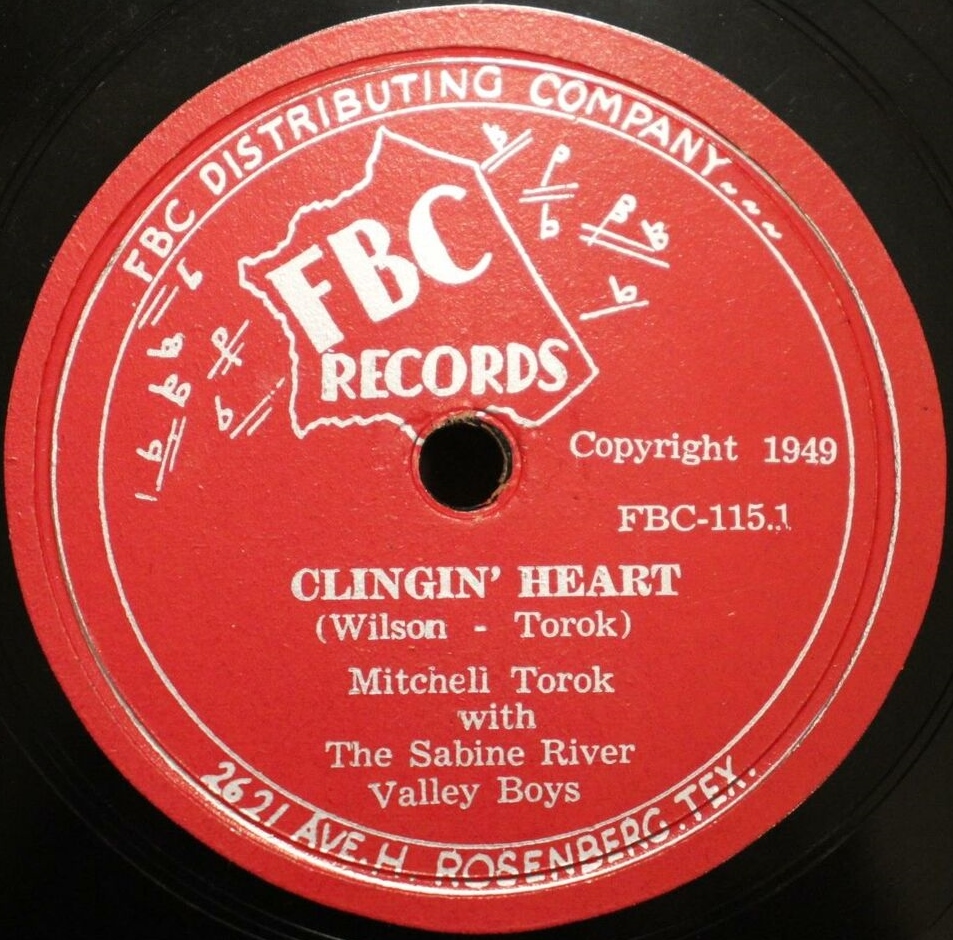 FBC DISTRIBUTING COMPANY~~~
FBC
RECORDS
Copyright 1949
FBC-115.1
CLINGIN' HEART
(Wilson - Torok)
Mitchell Torok
with
The Sabine River
Valley Boys
2621 AVE. H. ROSENBERG. TEX.